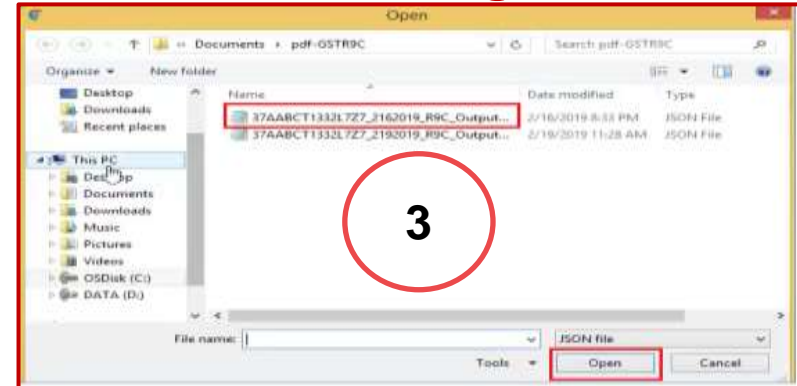 Open
Documents › pdf-GSTR9C
Search pdf-GSTR9C
Organize New folder
Name Date modified Type
37AABCT1332L7Z7_2162019_R9C_Output... 2/16/2019 8:33 PM JSON File
37AABCT1332L7Z7_2192019_R9C_Output... 2/19/2019 11:28 AM JSON File
Desktop
Downloads
Recent places
This PC
Desktop
Documents
Downloads
Music
Pictures
Videos
OSDisk (C:)
DATA (D:)
3
File name: JSON file
Tools Open Cancel